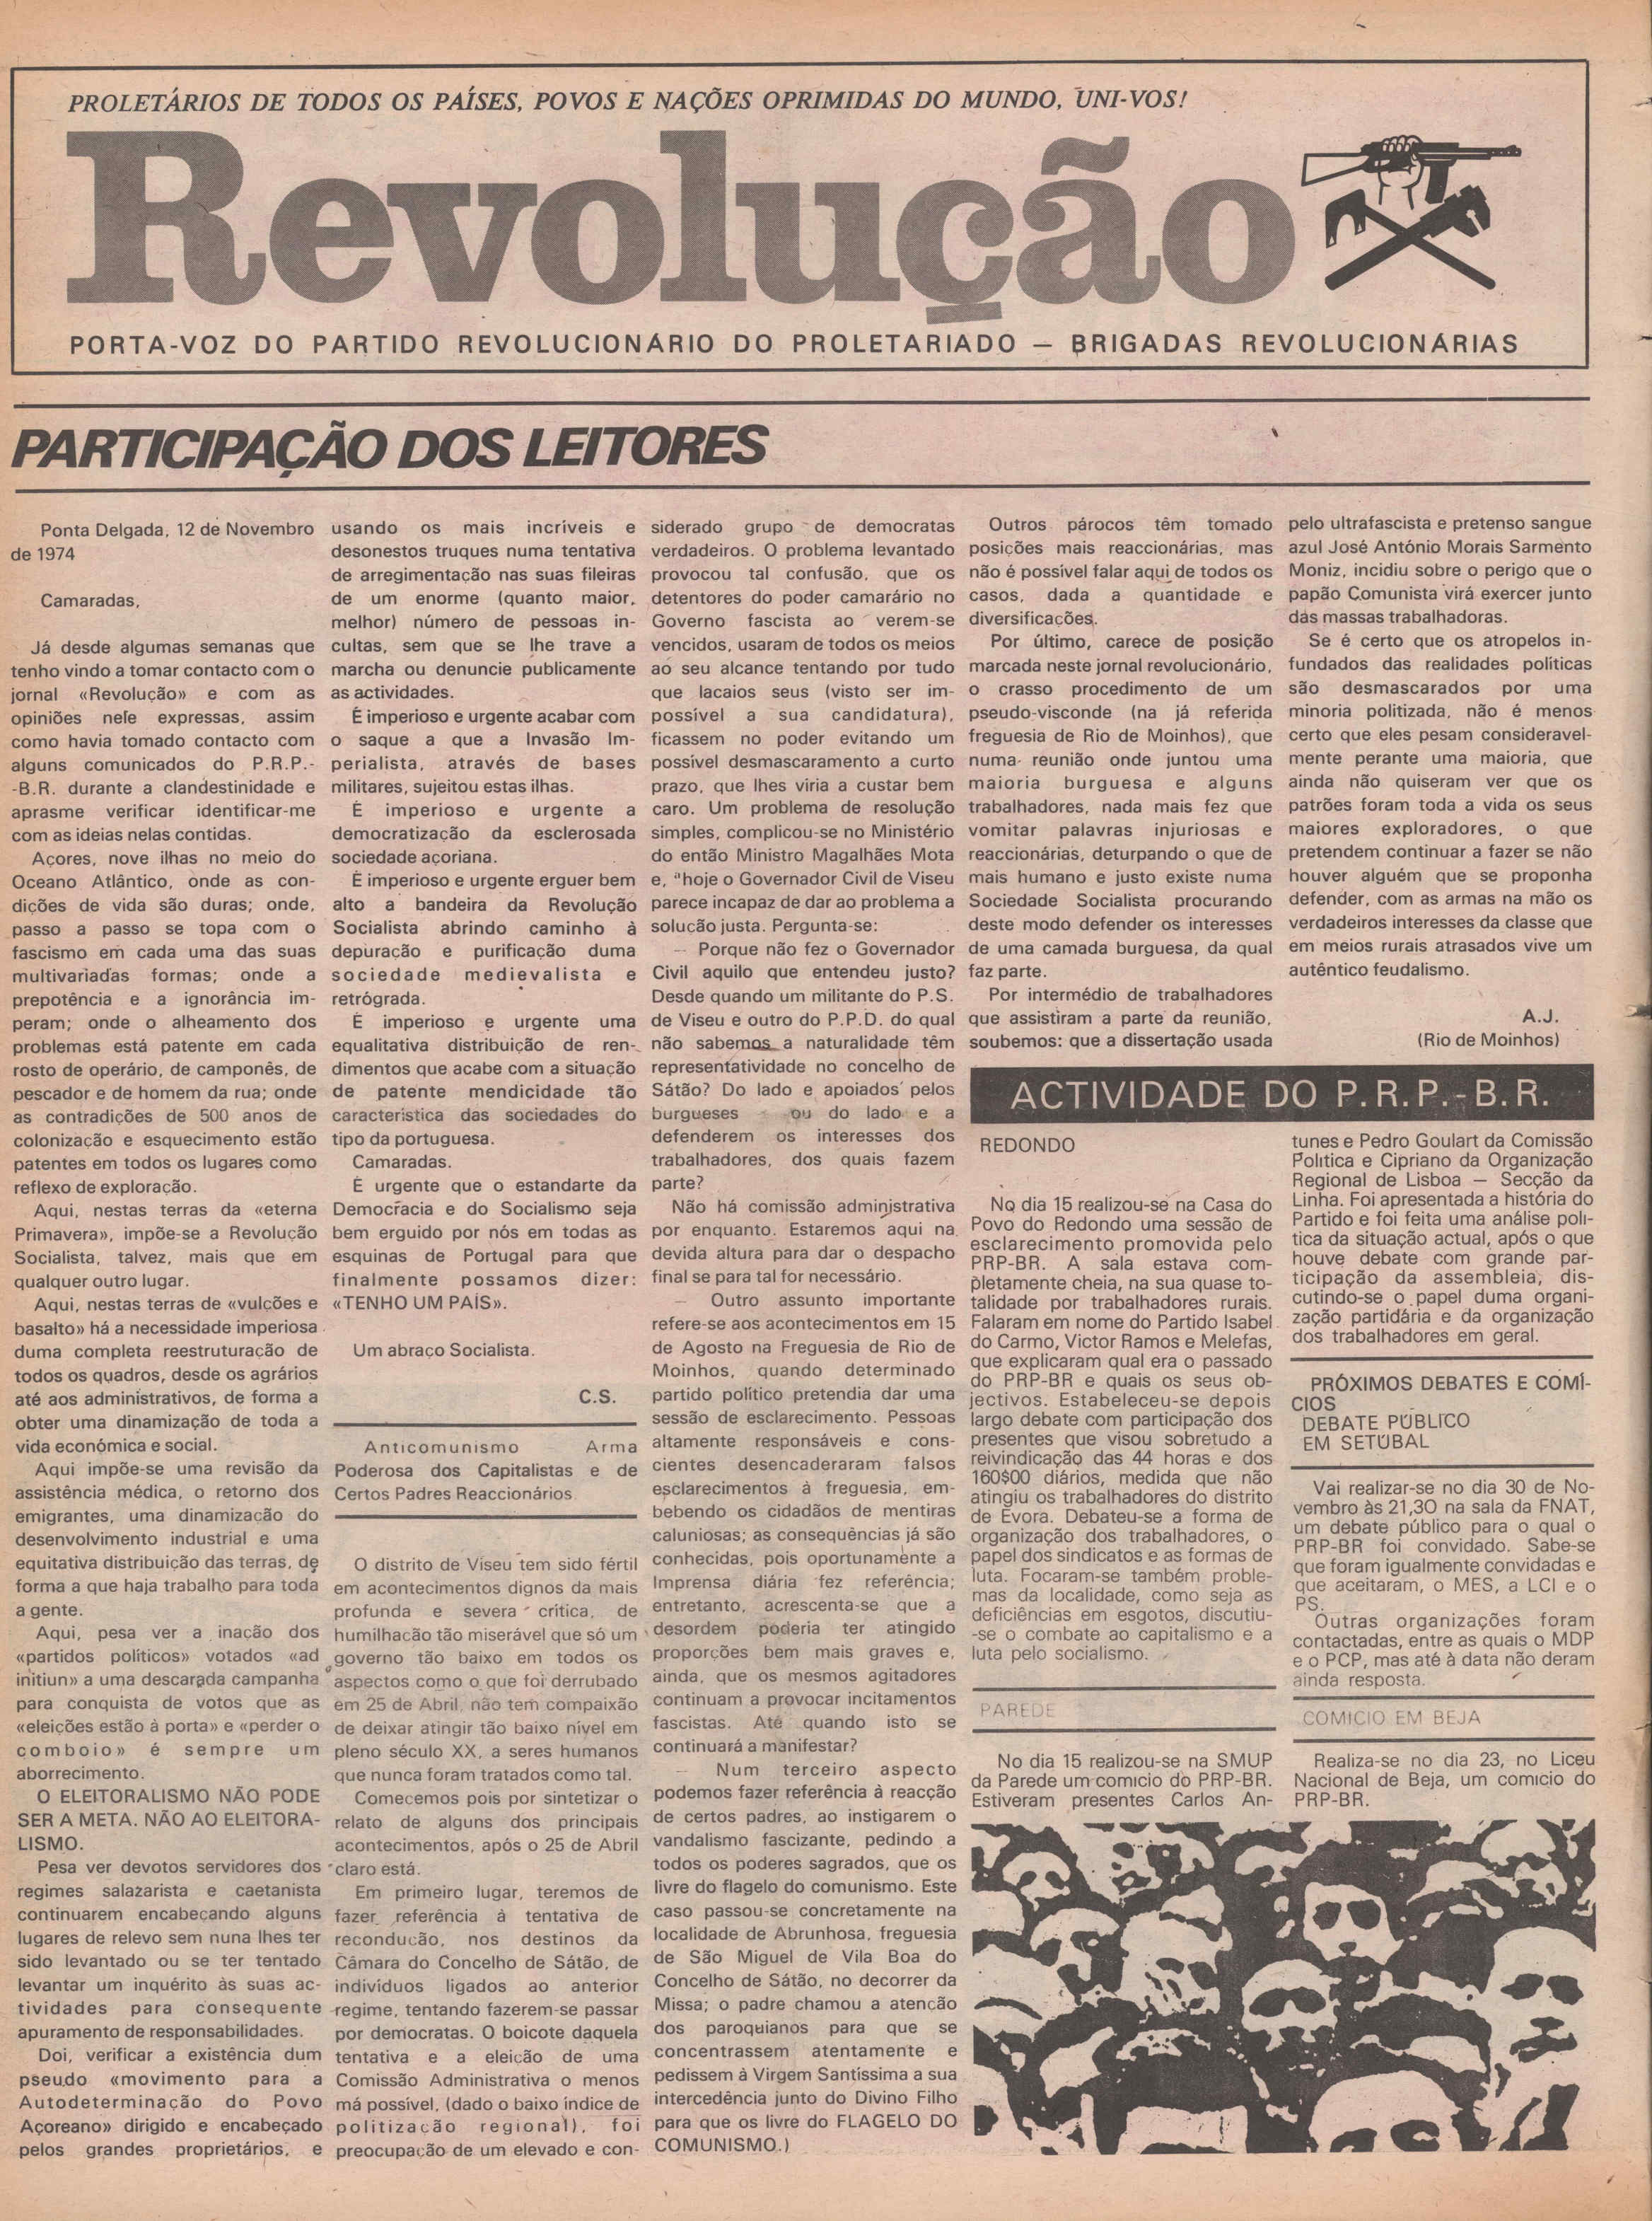 PROLETÁRIOS DE TODOS OS PAÍSES, POVOS E NAÇÕES OPRIMIDAS DO MUNDO, UNI-VOS!
Revolução
PORTA-VOZ DO PARTIDO REVOLUCIONÁRIO DO PROLETARIADO — BRIGADAS REVOLUCIONÁRIAS
PARTICIPAÇÃO DOS LEITORES
Ponta Delgada, 12 de Novembro
de 1974
Camaradas,
Já desde algumas semanas que
tenho vindo a tomar contacto com o
jornal «Revolução» e com as
opiniões nele expressas, assim
como havia tomado contacto com
alguns comunicados do P.R.P.-
-B.R. durante a clandestinidade e
aprasme verificar identificar-me
com as ideias nelas contidas.
Açores, nove ilhas no meio do
Oceano Atlântico, onde as con-
dições de vida são duras; onde,
passo a passo se topa com o
fascismo em cada uma das suas
multivariadas formas; onde a
prepotência e a ignorância im-
peram; onde o alheamento dos
problemas está patente em cada
rosto de operário, de camponês, de
pescador e de homem da rua; onde
as contradições de 500 anos de
colonização e esquecimento estão
patentes em todos os lugares como
reflexo de exploração.
Aqui, nestas terras da «eterna
Primavera», impõe-se a Revolução
Socialista, talvez, mais que em
qualquer outro lugar.
Aqui, nestas terras de «vulções e
basalto» há a necessidade imperiosa
duma completa reestruturação de
todos os quadros, desde os agrários
até aos administrativos, de forma a
obter uma dinamização de toda a
vida económica e social.
Aqui impõe-se uma revisão da
assistência médica, o retorno dos
emigrantes, uma dinamização do
desenvolvimento industrial e uma
equitativa distribuição das terras, de
forma a que haja trabalho para toda
a gente.
Aqui, pesa ver a inação dos
«partidos políticos» votados «ad
initiun» a uma descarada campanha
para conquista de votos que as
«eleições estão à porta» e «perder o
comboio» é sempre um
aborrecimento.
O ELEITORALISMO NÃO PODE
SER A META. NÃO AO ELEITORA-
LISMO.
Pesa ver devotos servidores dos
regimes salazarista e caetanista
continuarem encabeçando alguns
lugares de relevo sem nuna lhes ter
sido levantado ou se ter tentado
levantar um inquérito às suas ac-
tividades para consequente
apuramento de responsabilidades.
Doi, verificar a existência dum
pseudo «movimento para a
Autodeterminação do Povo
Açoreano» dirigido e encabeçado
pelos grandes proprietários, e
usando os mais incríveis e
desonestos truques numa tentativa
de arregimentação nas suas fileiras
de um enorme (quanto maior,
melhor) número de pessoas in-
cultas, sem que se lhe trave a
marcha ou denuncie publicamente
as actividades.
É imperioso e urgente acabar com
o saque a que a Invasão Im-
perialista, através de bases
militares, sujeitou estas ilhas.
É imperioso e urgente a
democratização da esclerosada
sociedade açoriana.
É imperioso e urgente erguer bem
alto a bandeira da Revolução
Socialista abrindo caminho à
depuração e purificação duma
sociedade medievalista e
retrógrada.
É imperioso e urgente uma
equalitativa distribuição de ren-
dimentos que acabe com a situação
de patente mendicidade tão
característica das sociedades do
tipo da portuguesa.
Camaradas.
É urgente que o estandarte da
Democracia e do Socialismo seja
bem erguido por nós em todas as
esquinas de Portugal para que
finalmente possamos dizer:
«TENHO UM PAÍS».
Um abraço Socialista.
C.S.
Anticomunismo Arma
Poderosa dos Capitalistas e de
Certos Padres Reaccionários.
O distrito de Viseu tem sido fértil
em acontecimentos dignos da mais
profunda e severa crítica, de
humilhação tão miserável que só um
governo tão baixo em todos os
aspectos como o que foi derrubado
em 25 de Abril, não tem compaixão
de deixar atingir tão baixo nível em
pleno século XX, a seres humanos
que nunca foram tratados como tal.
Comecemos pois por sintetizar o
relato de alguns dos principais
acontecimentos, após o 25 de Abril
claro está.
Em primeiro lugar, teremos de
fazer referência à tentativa de
recondução, nos destinos da
Câmara do Concelho de Sátão, de
indivíduos ligados ao anterior
regime, tentando fazerem-se passar
por democratas. O boicote daquela
tentativa e a eleição de uma
Comissão Administrativa o menos
má possível, (dado o baixo índice de
politização regional), foi
preocupação de um elevado e con-
siderado grupo de democratas
verdadeiros. O problema levantado
provocou tal confusão, que os
detentores do poder camarário no
Governo fascista ao verem-se
vencidos, usaram de todos os meios
ao seu alcance tentando por tudo
que lacaios seus (visto ser im-
possível a sua candidatura),
ficassem no poder evitando um
possível desmascaramento a curto
prazo, que lhes viria a custar bem
caro. Um problema de resolução
simples, complicou-se no Ministério
do então Ministro Magalhães Mota
e, "hoje o Governador Civil de Viseu
parece incapaz de dar ao problema a
solução justa. Pergunta-se:
— Porque não fez o Governador
Civil aquilo que entendeu justo?
Desde quando um militante do P.S.
de Viseu e outro do P.P.D. do qual
não sabemos a naturalidade têm
representatividade no concelho de
Sátão? Do lado e apoiados pelos
burgueses ou do lado e a
defenderem os interesses dos
trabalhadores, dos quais fazem
parte?
Não há comissão administrativa
por enquanto. Estaremos aqui na
devida altura para dar o despacho
final se para tal for necessário.
— Outro assunto importante
refere-se aos acontecimentos em 15
de Agosto na Freguesia de Rio de
Moinhos, quando determinado
partido político pretendia dar uma
sessão de esclarecimento. Pessoas
altamente responsáveis e cons-
cientes desencaderaram falsos
esclarecimentos à freguesia, em-
bebendo os cidadãos de mentiras
caluniosas; as consequências já são
conhecidas, pois oportunamente a
Imprensa diária fez referência;
entretanto, acrescenta-se que a
desordem poderia ter atingido
proporções bem mais graves e,
ainda, que os mesmos agitadores
continuam a provocar incitamentos
fascistas. Até quando isto se
continuará a manifestar?
— Num terceiro aspecto
podemos fazer referência à reacção
de certos padres, ao instigarem o
vandalismo fascizante, pedindo a
todos os poderes sagrados, que os
livre do flagelo do comunismo. Este
caso passou-se concretamente na
localidade de Abrunhosa, freguesia
de São Miguel de Vila Boa do
Concelho de Sátão, no decorrer da
Missa; o padre chamou a atenção
dos paroquianos para que se
concentrassem atentamente e
pedissem à Virgem Santíssima a sua
intercedência junto do Divino Filho
para que os livre do FLAGELO DO
COMUNISMO.)
Outros párocos têm tomado
posições mais reaccionárias, mas
não é possível falar aqui de todos os
casos, dada a quantidade e
diversificações.
Por último, carece de posição
marcada neste jornal revolucionário,
o crasso procedimento de um
pseudo-visconde (na já referida
freguesia de Rio de Moinhos), que
numa reunião onde juntou uma
maioria burguesa e alguns
trabalhadores, nada mais fez que
vomitar palavras injuriosas e
reaccionárias, deturpando o que de
mais humano e justo existe numa
Sociedade Socialista procurando
deste modo defender os interesses
de uma camada burguesa, da qual
faz parte.
Por intermédio de trabalhadores
que assistiram a parte da reunião,
soubemos: que a dissertação usada
pelo ultrafascista e pretenso sangue
azul José António Morais Sarmento
Moniz, incidiu sobre o perigo que o
papão Comunista virá exercer junto
das massas trabalhadoras.
Se é certo que os atropelos in-
fundados das realidades políticas
são desmascarados por uma
minoria politizada, não é menos
certo que eles pesam consideravel-
mente perante uma maioria, que
ainda não quiseram ver que os
patrões foram toda a vida os seus
maiores exploradores, o que
pretendem continuar a fazer se não
houver alguém que se proponha
defender, com as armas na mão os
verdadeiros interesses da classe que
em meios rurais atrasados vive um
autêntico feudalismo.
A.J.
(Rio de Moinhos)
ACTIVIDADE DO P.R.P.-B.R.
REDONDO
No dia 15 realizou-se na Casa do
Povo do Redondo uma sessão de
esclarecimento promovida pelo
PRP-BR. A sala estava com-
pletamente cheia, na sua quase to-
talidade por trabalhadores rurais.
Falaram em nome do Partido Isabel
do Carmo, Victor Ramos e Melefas,
que explicaram qual era o passado
do PRP-BR e quais os seus ob-
jectivos. Estabeleceu-se depois
largo debate com participação dos
presentes que visou sobretudo a
reivindicação das 44 horas e dos
160$00 diários, medida que não
atingiu os trabalhadores do distrito
de Évora. Debateu-se a forma de
organização dos trabalhadores, o
papel dos sindicatos e as formas de
luta. Focaram-se também proble-
mas da localidade, como seja as
deficiências em esgotos, discutiu-
-se o combate ao capitalismo e a
luta pelo socialismo.
PAREDE
No dia 15 realizou-se na SMUP
da Parede um comício do PRP-BR.
Estiveram presentes Carlos An-
tunes e Pedro Goulart da Comissão
Política e Cipriano da Organização
Regional de Lisboa — Secção da
Linha. Foi apresentada a história do
Partido e foi feita uma análise polí-
tica da situação actual, após o que
houve debate com grande par-
ticipação da assembleia, dis-
cutindo-se o papel duma organi-
zação partidária e da organização
dos trabalhadores em geral.
PRÓXIMOS DEBATES E COMÍ-
CIOS
DEBATE PÚBLICO
EM SETÚBAL
Vai realizar-se no dia 30 de No-
vembro às 21,30 na sala da FNAT,
um debate público para o qual o
PRP-BR foi convidado. Sabe-se
que foram igualmente convidadas e
que aceitaram, o MES, a LCI e o
PS.
Outras organizações foram
contactadas, entre as quais o MDP
e o PCP, mas até à data não deram
ainda resposta.
COMÍCIO EM BEJA
Realiza-se no dia 23, no Liceu
Nacional de Beja, um comício do
PRP-BR.